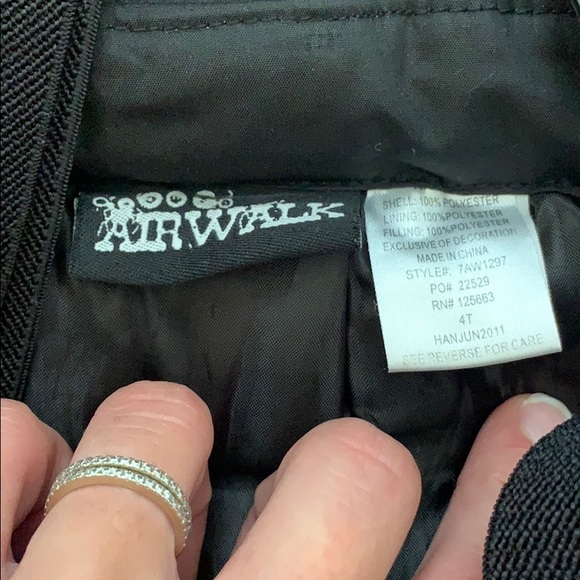 AIRWALK
SHELL: 100% POLYESTER
LINING: 100% POLYESTER
FILLING: 100% POLYESTER
EXCLUSIVE OF DECORATION
MADE IN CHINA
STYLE#: 7AW1297
PO# 22529
RN# 125663
4T
HANJUN2011
SEE REVERSE FOR CARE